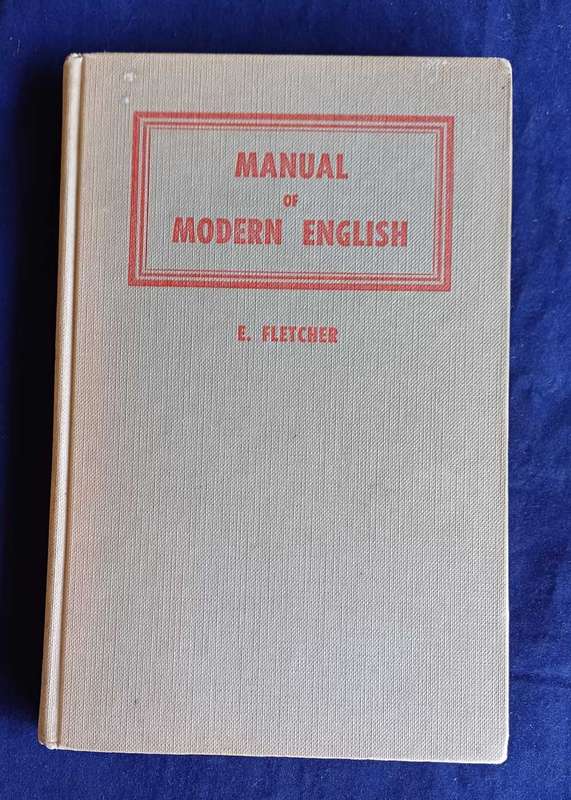 MANUAL
OF
MODERN ENGLISH
E. FLETCHER